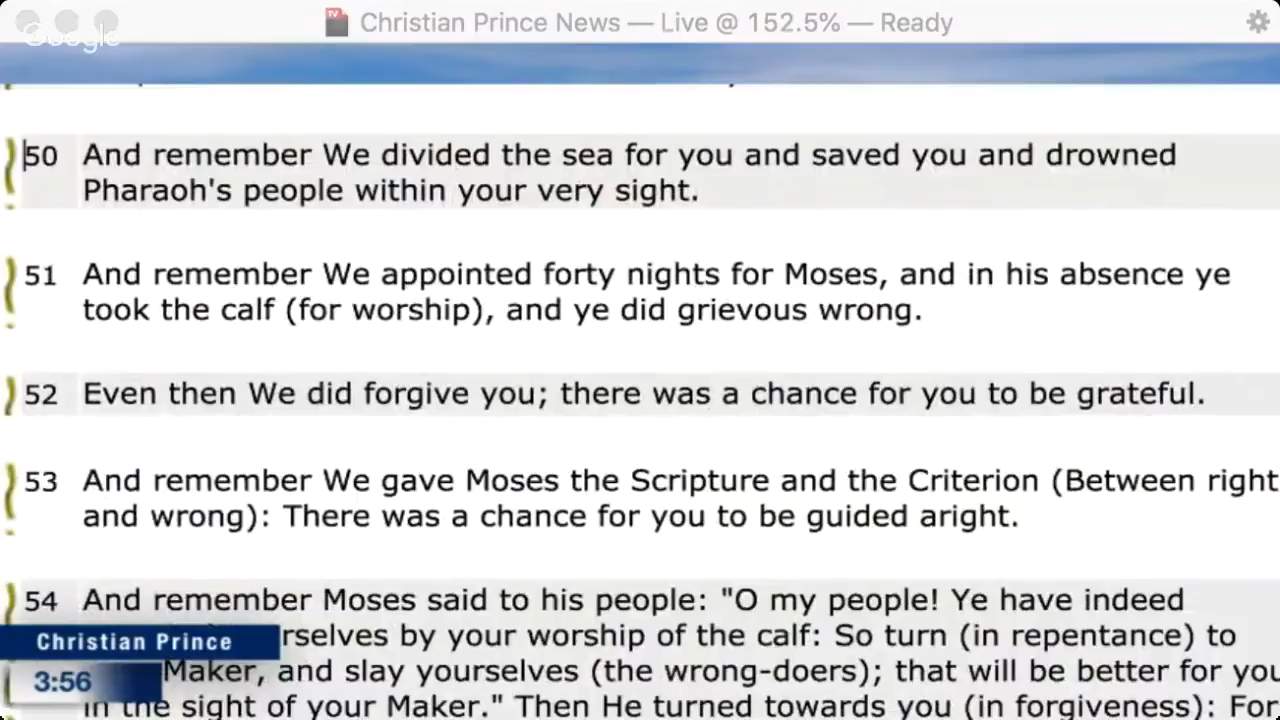 Christian Prince News — Live @ 152.5% — Ready
Google
50 And remember We divided the sea for you and saved you and drowned
Pharaoh's people within your very sight.
51 And remember We appointed forty nights for Moses, and in his absence ye
took the calf (for worship), and ye did grievous wrong.
52 Even then We did forgive you; there was a chance for you to be grateful.
53 And remember We gave Moses the Scripture and the Criterion (Between right
and wrong): There was a chance for you to be guided aright.
54 And remember Moses said to his people: "O my people! Ye have indeed
rselves by your worship of the calf: So turn (in repentance) to
Maker, and slay yourselves (the wrong-doers); that will be better for you
in the sight of your Maker." Then He turned towards you (in forgiveness): For
Christian Prince
3:56